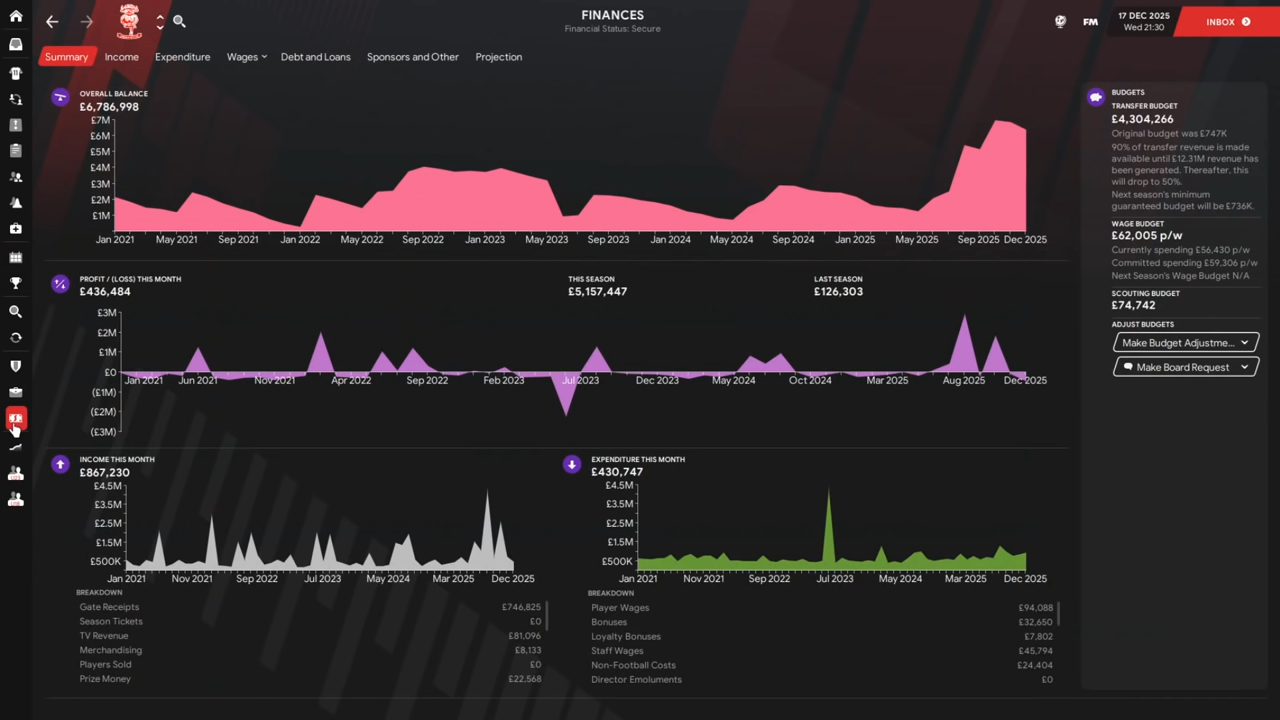 FINANCES
Financial Status: Secure
FM
17 DEC 2025
Wed 21:30
INBOX
Summary
Income
Expenditure
Wages
Debt and Loans
Sponsors and Other
Projection
OVERALL BALANCE
£6,786,998
£7M
£6M
£5M
£4M
£3M
£2M
£1M
Jan 2021 May 2021 Sep 2021 Jan 2022 May 2022 Sep 2022 Jan 2023 May 2023 Sep 2023 Jan 2024 May 2024 Sep 2024 Jan 2025 May 2025 Sep 2025 Dec 2025
PROFIT / (LOSS) THIS MONTH
£436,484
THIS SEASON
£5,157,447
LAST SEASON
£126,303
£3M
£2M
£1M
£0
(£1M)
(£2M)
(£3M)
Jan 2021 Jun 2021 Nov 2021 Apr 2022 Sep 2022 Feb 2023 Jul 2023 Dec 2023 May 2024 Oct 2024 Mar 2025 Aug 2025 Dec 2025
INCOME THIS MONTH
£867,230
£4.5M
£3.5M
£2.5M
£1.5M
£500K
Jan 2021 Nov 2021 Sep 2022 Jul 2023 May 2024 Mar 2025 Dec 2025
BREAKDOWN
Gate Receipts £746,825
Season Tickets £0
TV Revenue £81,096
Merchandising £8,133
Players Sold £0
Prize Money £22,568
EXPENDITURE THIS MONTH
£430,747
£4.5M
£3.5M
£2.5M
£1.5M
£500K
Jan 2021 Nov 2021 Sep 2022 Jul 2023 May 2024 Mar 2025 Dec 2025
BREAKDOWN
Player Wages £94,088
Bonuses £32,650
Loyalty Bonuses £7,802
Staff Wages £45,794
Non-Football Costs £24,404
Director Emoluments £0
BUDGETS
TRANSFER BUDGET
£4,304,266
Original budget was £747K
90% of transfer revenue is made
available until £12.31M revenue has
been generated. Thereafter, this
will drop to 50%.
Next season's minimum
guaranteed budget will be £736K.
WAGE BUDGET
£62,005 p/w
Currently spending £56,430 p/w
Committed spending £59,306 p/w
Next Season's Wage Budget N/A
SCOUTING BUDGET
£74,742
ADJUST BUDGETS
Make Budget Adjustme...
Make Board Request